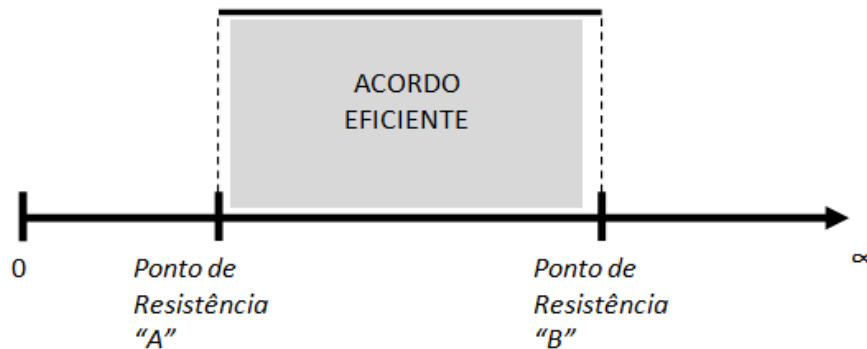 ACORDO
EFICIENTE
0
Ponto de
Resistência
“A”
Ponto de
Resistência
“B”
∞